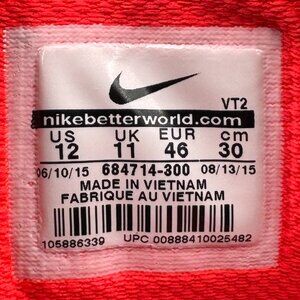 VT2
nikebetterworld.com
US UK EUR cm
12 11 46 30
06/10/15 684714-300 08/13/15
MADE IN VIETNAM
FABRIQUE AU VIETNAM
105886339 UPC 00888410025482